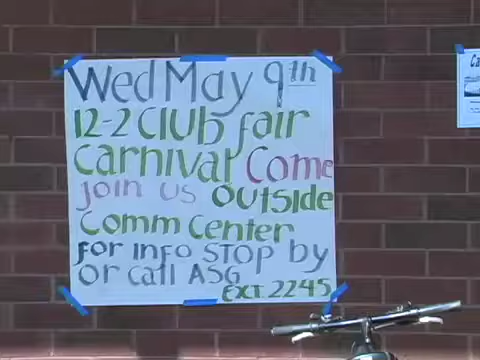 Wed May 9th
12-2 Club fair
Carnival Come
join us outside
Comm Center
for info STOP by
or call ASG
EXT. 2245
Ca